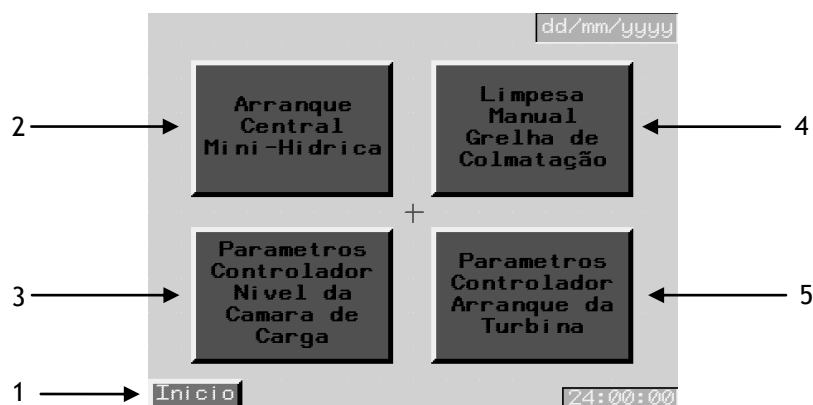 dd/mm/yyyy
2
Arranque
Central
Mini-Hidrica
Limpesa
Manual
Grelha de
Colmatação
4
3
Parametros
Controlador
Nivel da
Camara de
Carga
Parametros
Controlador
Arranque da
Turbina
5
1
Inicio
24:00:00